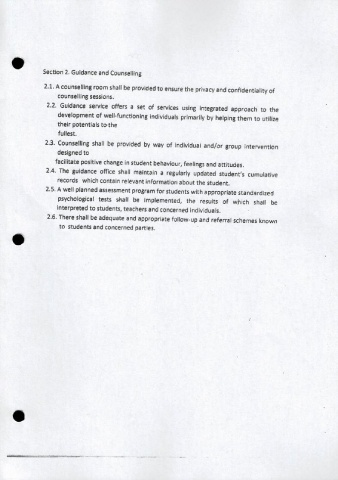 Section 2. Guidance and Counselling
2.1. A counselling room shall be provided to ensure the privacy and confidentiality of
counselling sessions.
2.2. Guidance service offers a set of services using integrated approach to the
development of well-functioning individuals primarily by helping them to utilize
their potentials to the
fullest.
2.3. Counselling shall be provided by way of individual and/or group intervention
designed to
facilitate positive change in student behaviour, feelings and attitudes.
2.4. The guidance office shall maintain a regularly updated student's cumulative
records which contain relevant information about the student.
2.5. A well planned assessment program for students with appropriate standardized
psychological tests shall be implemented, the results of which shall be
interpreted to students, teachers and concerned individuals.
2.6. There shall be adequate and appropriate follow-up and referral schemes known
to students and concerned parties.